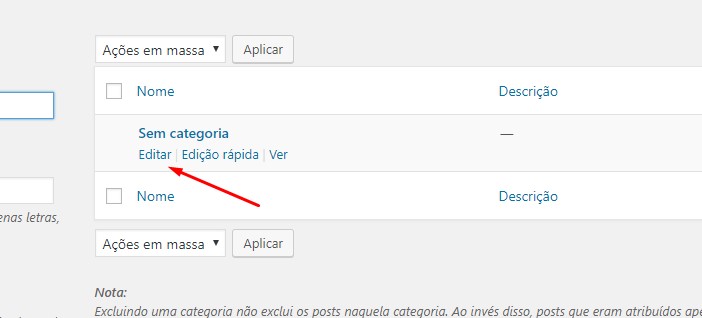 Ações em massa Aplicar
Nome Descrição
Sem categoria —
Editar | Edição rápida | Ver
Nome Descrição
enas letras,
Ações em massa Aplicar
Nota:
Excluindo uma categoria não exclui os posts naquela categoria. Ao invés disso, posts que eram atribuídos ape